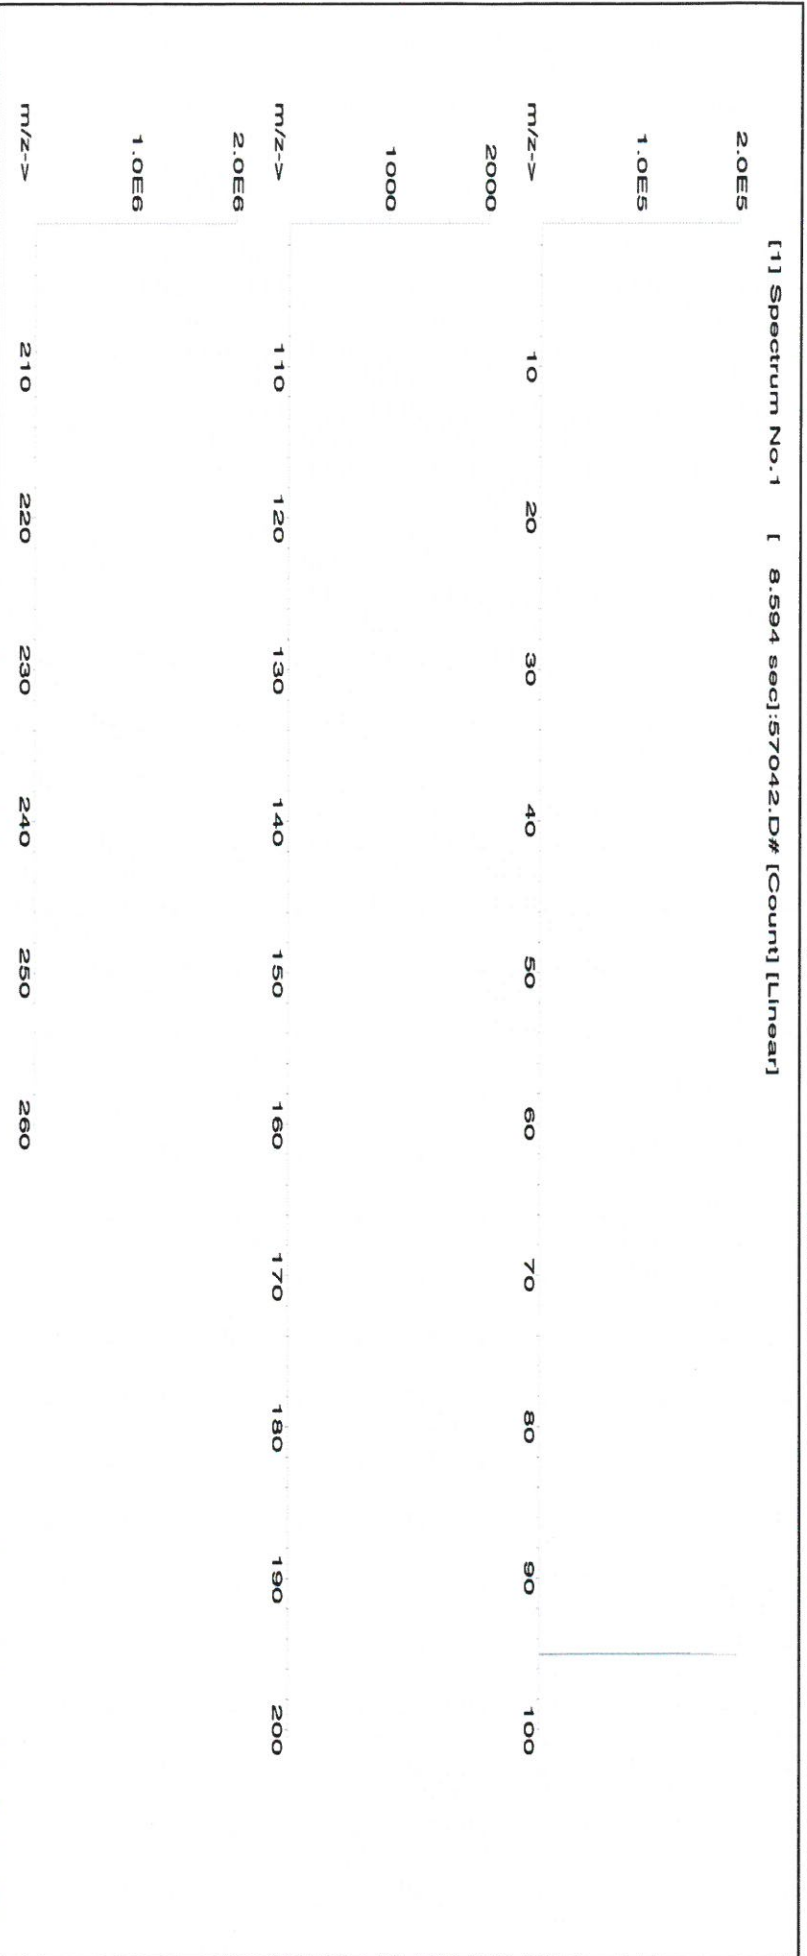 [1] Spectrum No.1 [ 8.594 sec]:57042.D# [Count] [Linear]
2.0E5
1.0E5
m/z-> 10 20 30 40 50 60 70 80 90 100
2000
1000
m/z-> 110 120 130 140 150 160 170 180 190 200
2.0E6
1.0E6
m/z-> 210 220 230 240 250 260